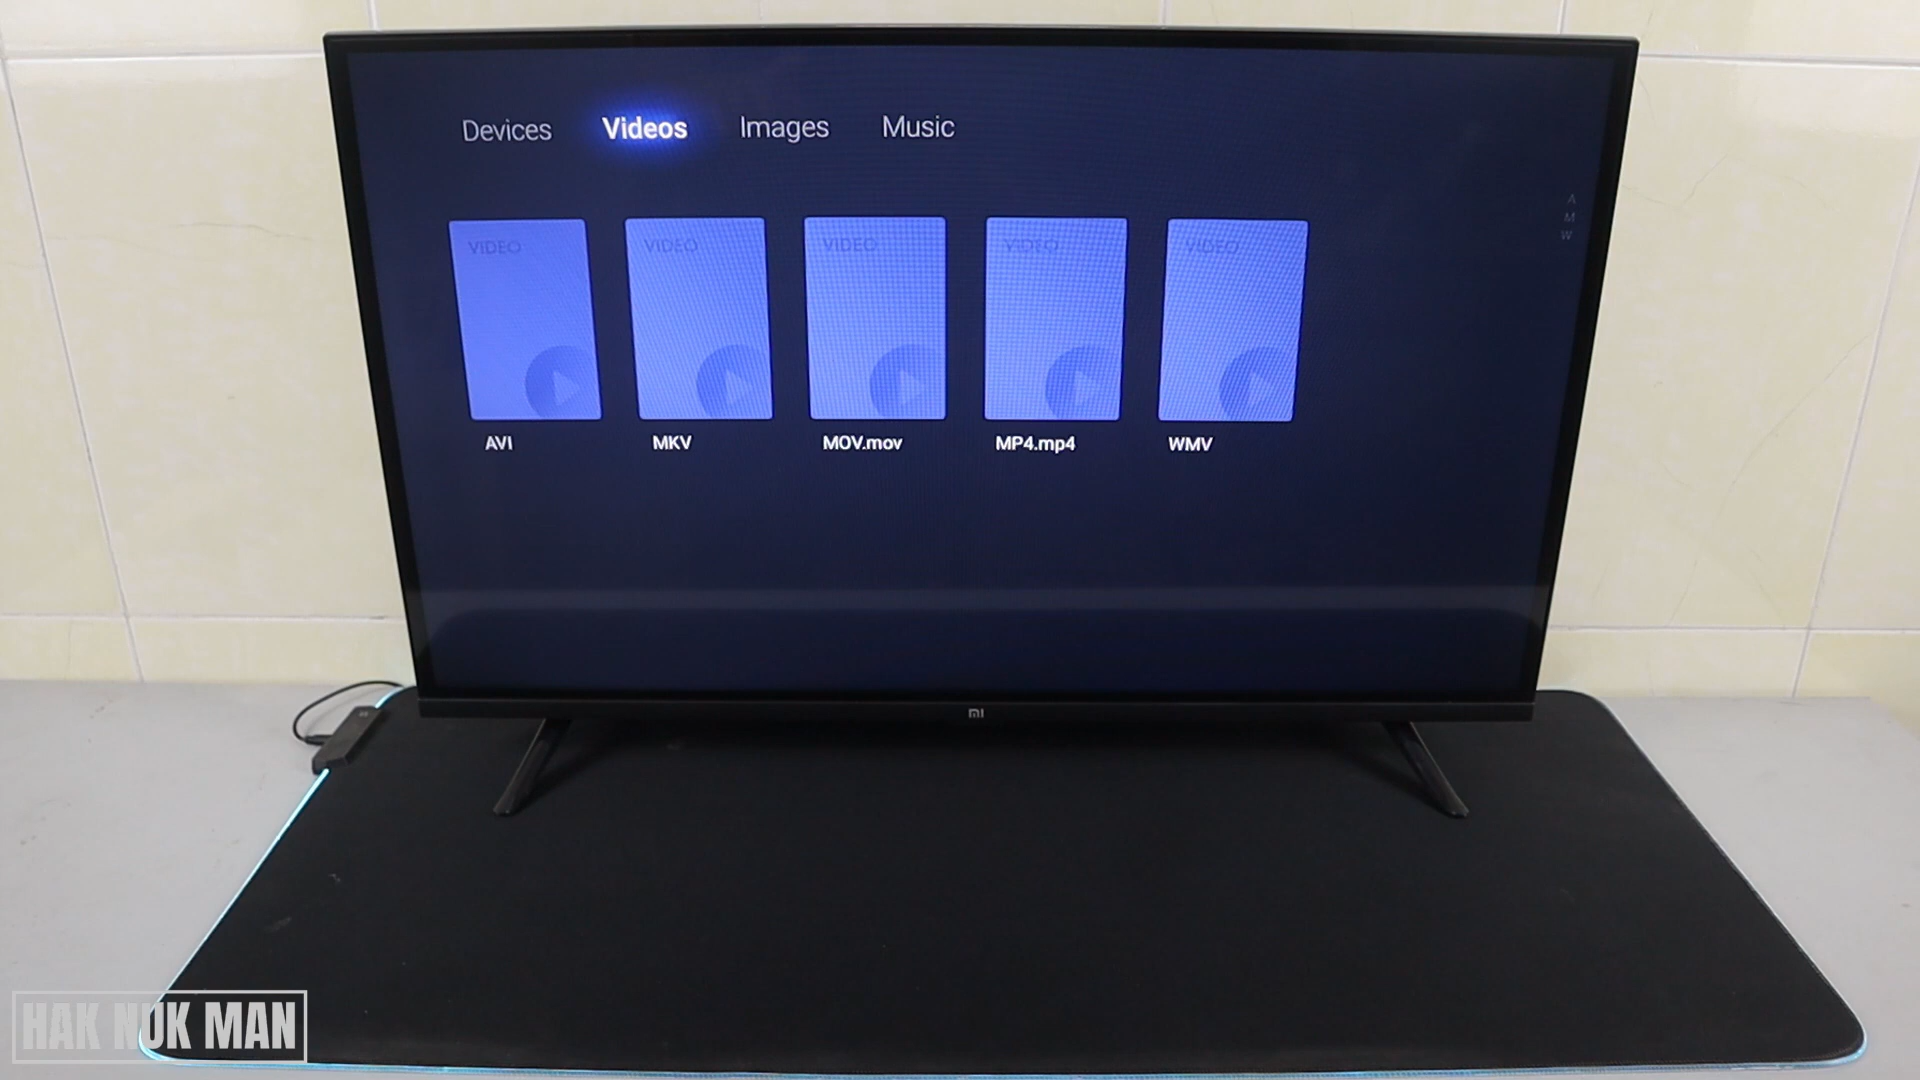 Devices Videos Images Music
A
M
W
VIDEO VIDEO VIDEO VIDEO VIDEO
AVI MKV MOV.mov MP4.mp4 WMV
mi
HAK NUK MAN